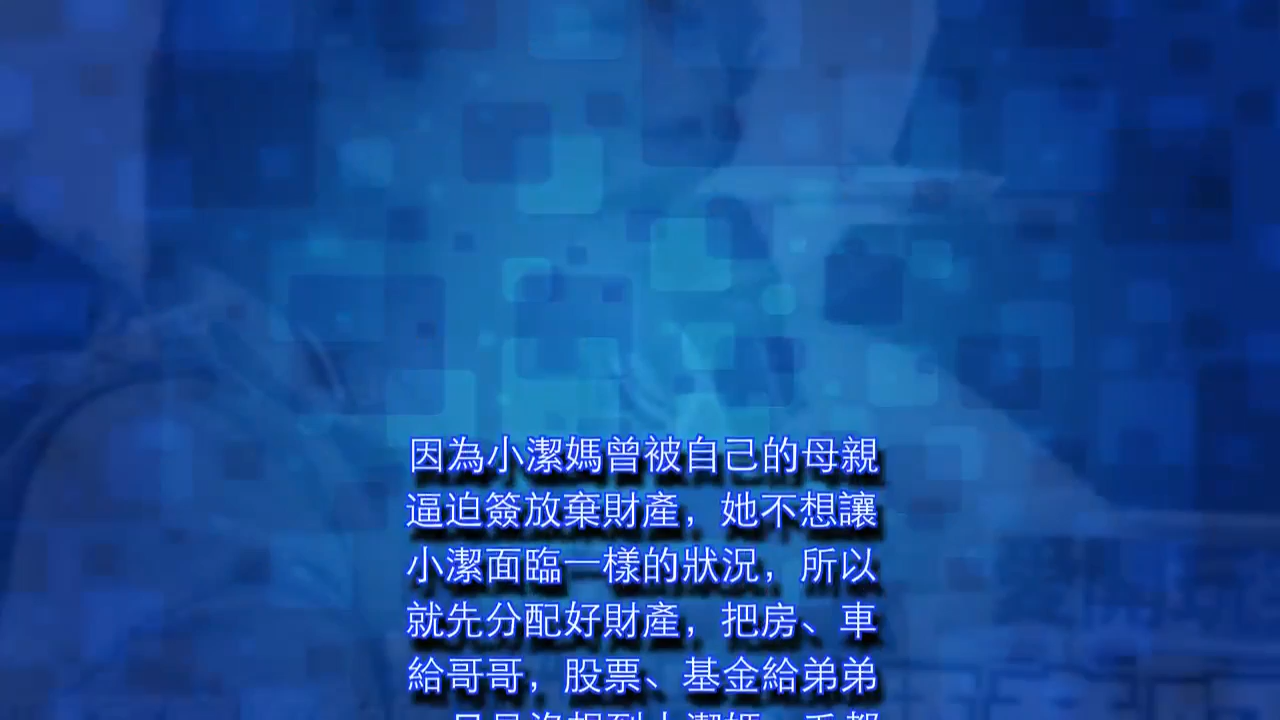 因為小潔媽曾被自己的母親
逼迫簽放棄財產，她不想讓
小潔面臨一樣的狀況，所以
就先分配好財產，把房、車
給哥哥，股票、基金給弟弟